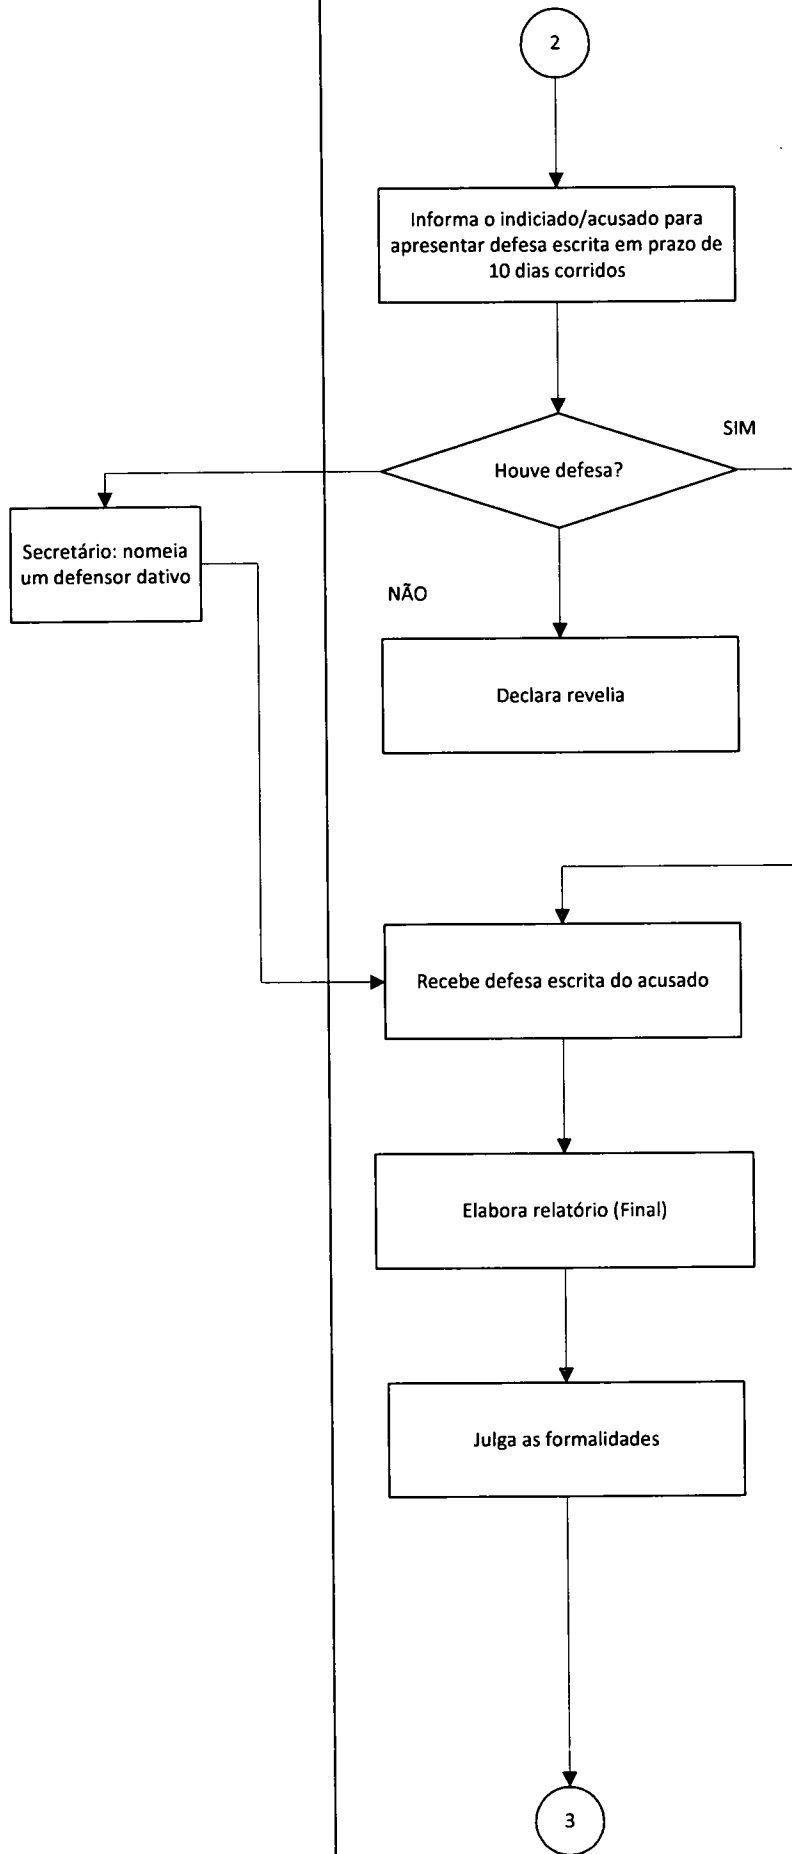 2
Informa o indiciado/acusado para
apresentar defesa escrita em prazo de
10 dias corridos
SIM
Houve defesa?
Secretário: nomeia
um defensor dativo
NÃO
Declara revelia
Recebe defesa escrita do acusado
Elabora relatório (Final)
Julga as formalidades
3